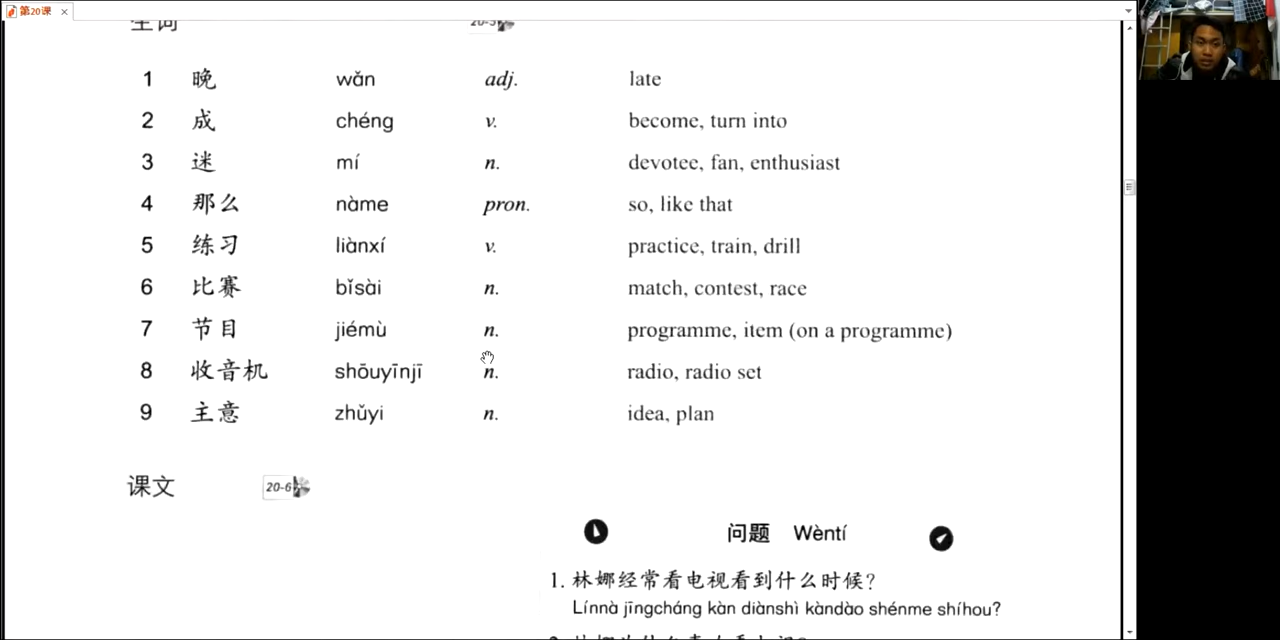 第20课
生词 20-5
1 晚 wǎn adj. late
2 成 chéng v. become, turn into
3 迷 mí n. devotee, fan, enthusiast
4 那么 nàme pron. so, like that
5 练习 liànxí v. practice, train, drill
6 比赛 bǐsài n. match, contest, race
7 节目 jiémù n. programme, item (on a programme)
8 收音机 shōuyīnjī n. radio, radio set
9 主意 zhǔyi n. idea, plan
课文 20-6
问题 Wèntí
1. 林娜经常看电视看到什么时候?
Línnà jīngcháng kàn diànshì kàndào shénme shíhou?